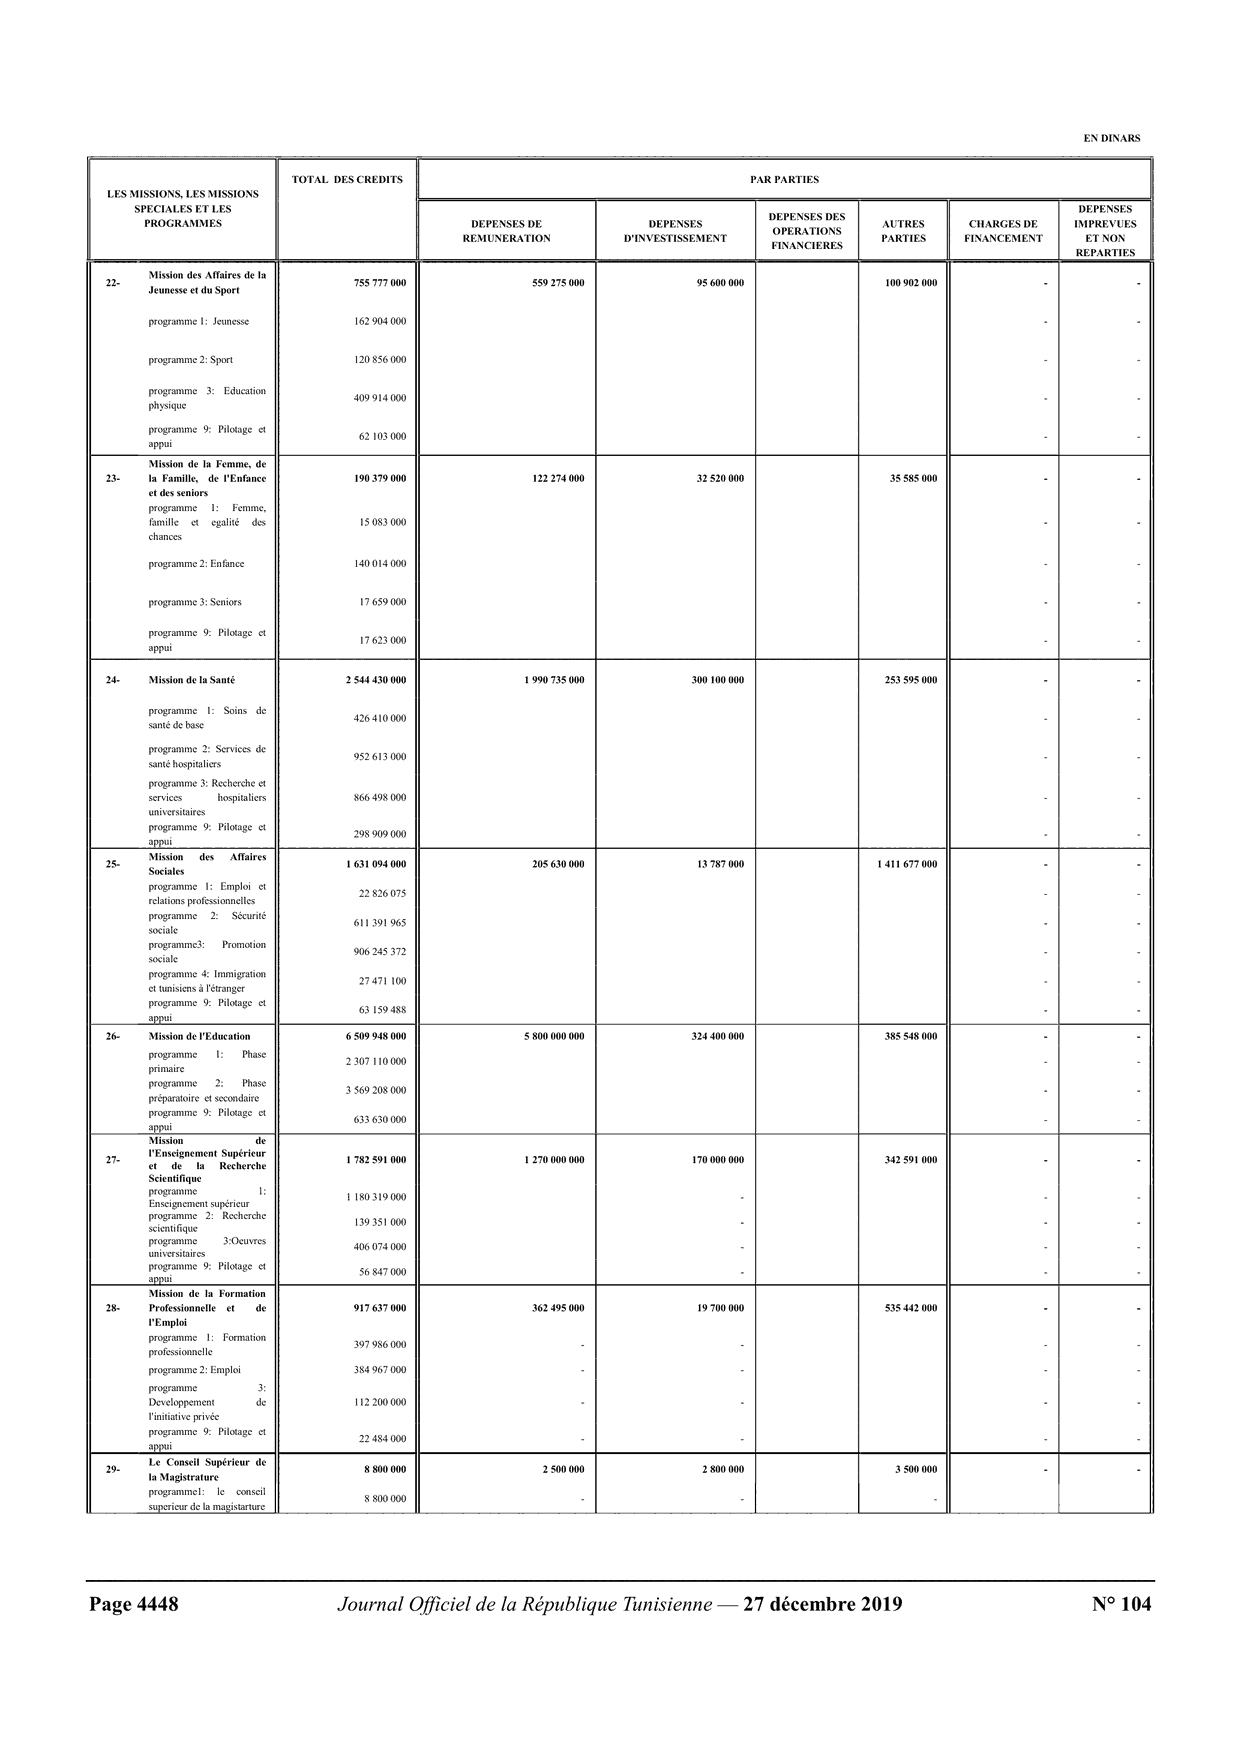 EN DINARS
LES MISSIONS, LES MISSIONS
SPECIALES ET LES
PROGRAMMES
TOTAL DES CREDITS
PAR PARTIES
DEPENSES DE
REMUNERATION
DEPENSES
D'INVESTISSEMENT
DEPENSES DES
OPERATIONS
FINANCIERES
AUTRES
PARTIES
CHARGES DE
FINANCEMENT
DEPENSES
IMPREVUES
ET NON
REPARTIES
22- Mission des Affaires de la
Jeunesse et du Sport 755 777 000 559 275 000 95 600 000 100 902 000 - -
programme 1: Jeunesse 162 904 000 - -
programme 2: Sport 120 856 000 - -
programme 3: Education
physique 409 914 000 - -
programme 9: Pilotage et
appui 62 103 000 - -
23- Mission de la Femme, de
la Famille, de l'Enfance
et des seniors 190 379 000 122 274 000 32 520 000 35 585 000 - -
programme 1: Femme,
famille et egalité des
chances 15 083 000 - -
programme 2: Enfance 140 014 000 - -
programme 3: Seniors 17 659 000 - -
programme 9: Pilotage et
appui 17 623 000 - -
24- Mission de la Santé 2 544 430 000 1 990 735 000 300 100 000 253 595 000 - -
programme 1: Soins de
santé de base 426 410 000 - -
programme 2: Services de
santé hospitaliers 952 613 000 - -
programme 3: Recherche et
services hospitaliers
universitaires 866 498 000 - -
programme 9: Pilotage et
appui 298 909 000 - -
25- Mission des Affaires
Sociales 1 631 094 000 205 630 000 13 787 000 1 411 677 000 - -
programme 1: Emploi et
relations professionnelles 22 826 075 - -
programme 2: Sécurité
sociale 611 391 965 - -
programme3: Promotion
sociale 906 245 372 - -
programme 4: Immigration
et tunisiens à l'étranger 27 471 100 - -
programme 9: Pilotage et
appui 63 159 488 - -
26- Mission de l'Education 6 509 948 000 5 800 000 000 324 400 000 385 548 000 - -
programme 1: Phase
primaire 2 307 110 000 - -
programme 2: Phase
préparatoire et secondaire 3 569 208 000 - -
programme 9: Pilotage et
appui 633 630 000 - -
27- Mission de
l'Enseignement Supérieur
et de la Recherche
Scientifique 1 782 591 000 1 270 000 000 170 000 000 342 591 000 - -
programme 1:
Enseignement supérieur 1 180 319 000 - - -
programme 2: Recherche
scientifique 139 351 000 - - -
programme 3:Oeuvres
universitaires 406 074 000 - - -
programme 9: Pilotage et
appui 56 847 000 - - -
28- Mission de la Formation
Professionnelle et de
l'Emploi 917 637 000 362 495 000 19 700 000 535 442 000 - -
programme 1: Formation
professionnelle 397 986 000 - - - -
programme 2: Emploi 384 967 000 - - - -
programme 3:
Developpement de
l'initiative privée 112 200 000 - - - -
programme 9: Pilotage et
appui 22 484 000 - - - -
29- Le Conseil Supérieur de
la Magistrature 8 800 000 2 500 000 2 800 000 3 500 000 - -
programme1: le conseil
superieur de la magistarture 8 800 000 - - -
Page 4448 Journal Officiel de la République Tunisienne — 27 décembre 2019 N° 104